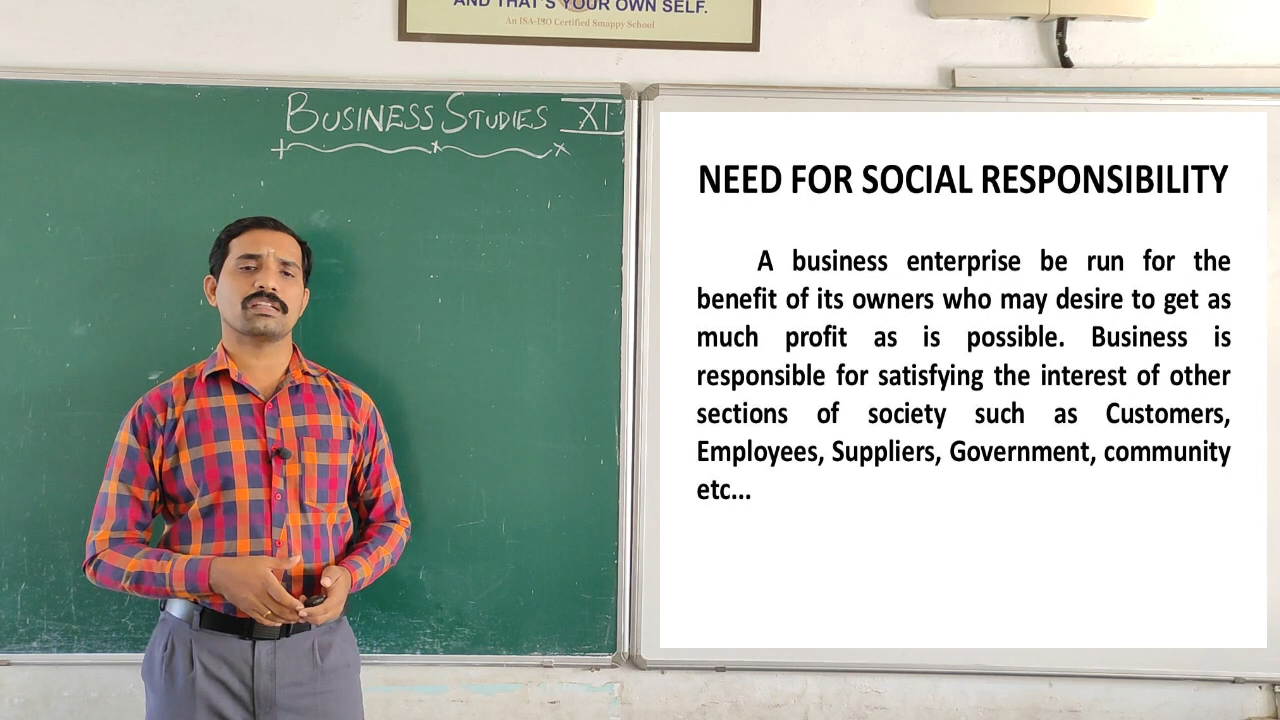 AND THAT'S YOUR OWN SELF.
An ISA-ISO Certified Smappy School
BUSINESS STUDIES XI
NEED FOR SOCIAL RESPONSIBILITY
A business enterprise be run for the
benefit of its owners who may desire to get as
much profit as is possible. Business is
responsible for satisfying the interest of other
sections of society such as Customers,
Employees, Suppliers, Government, community
etc...